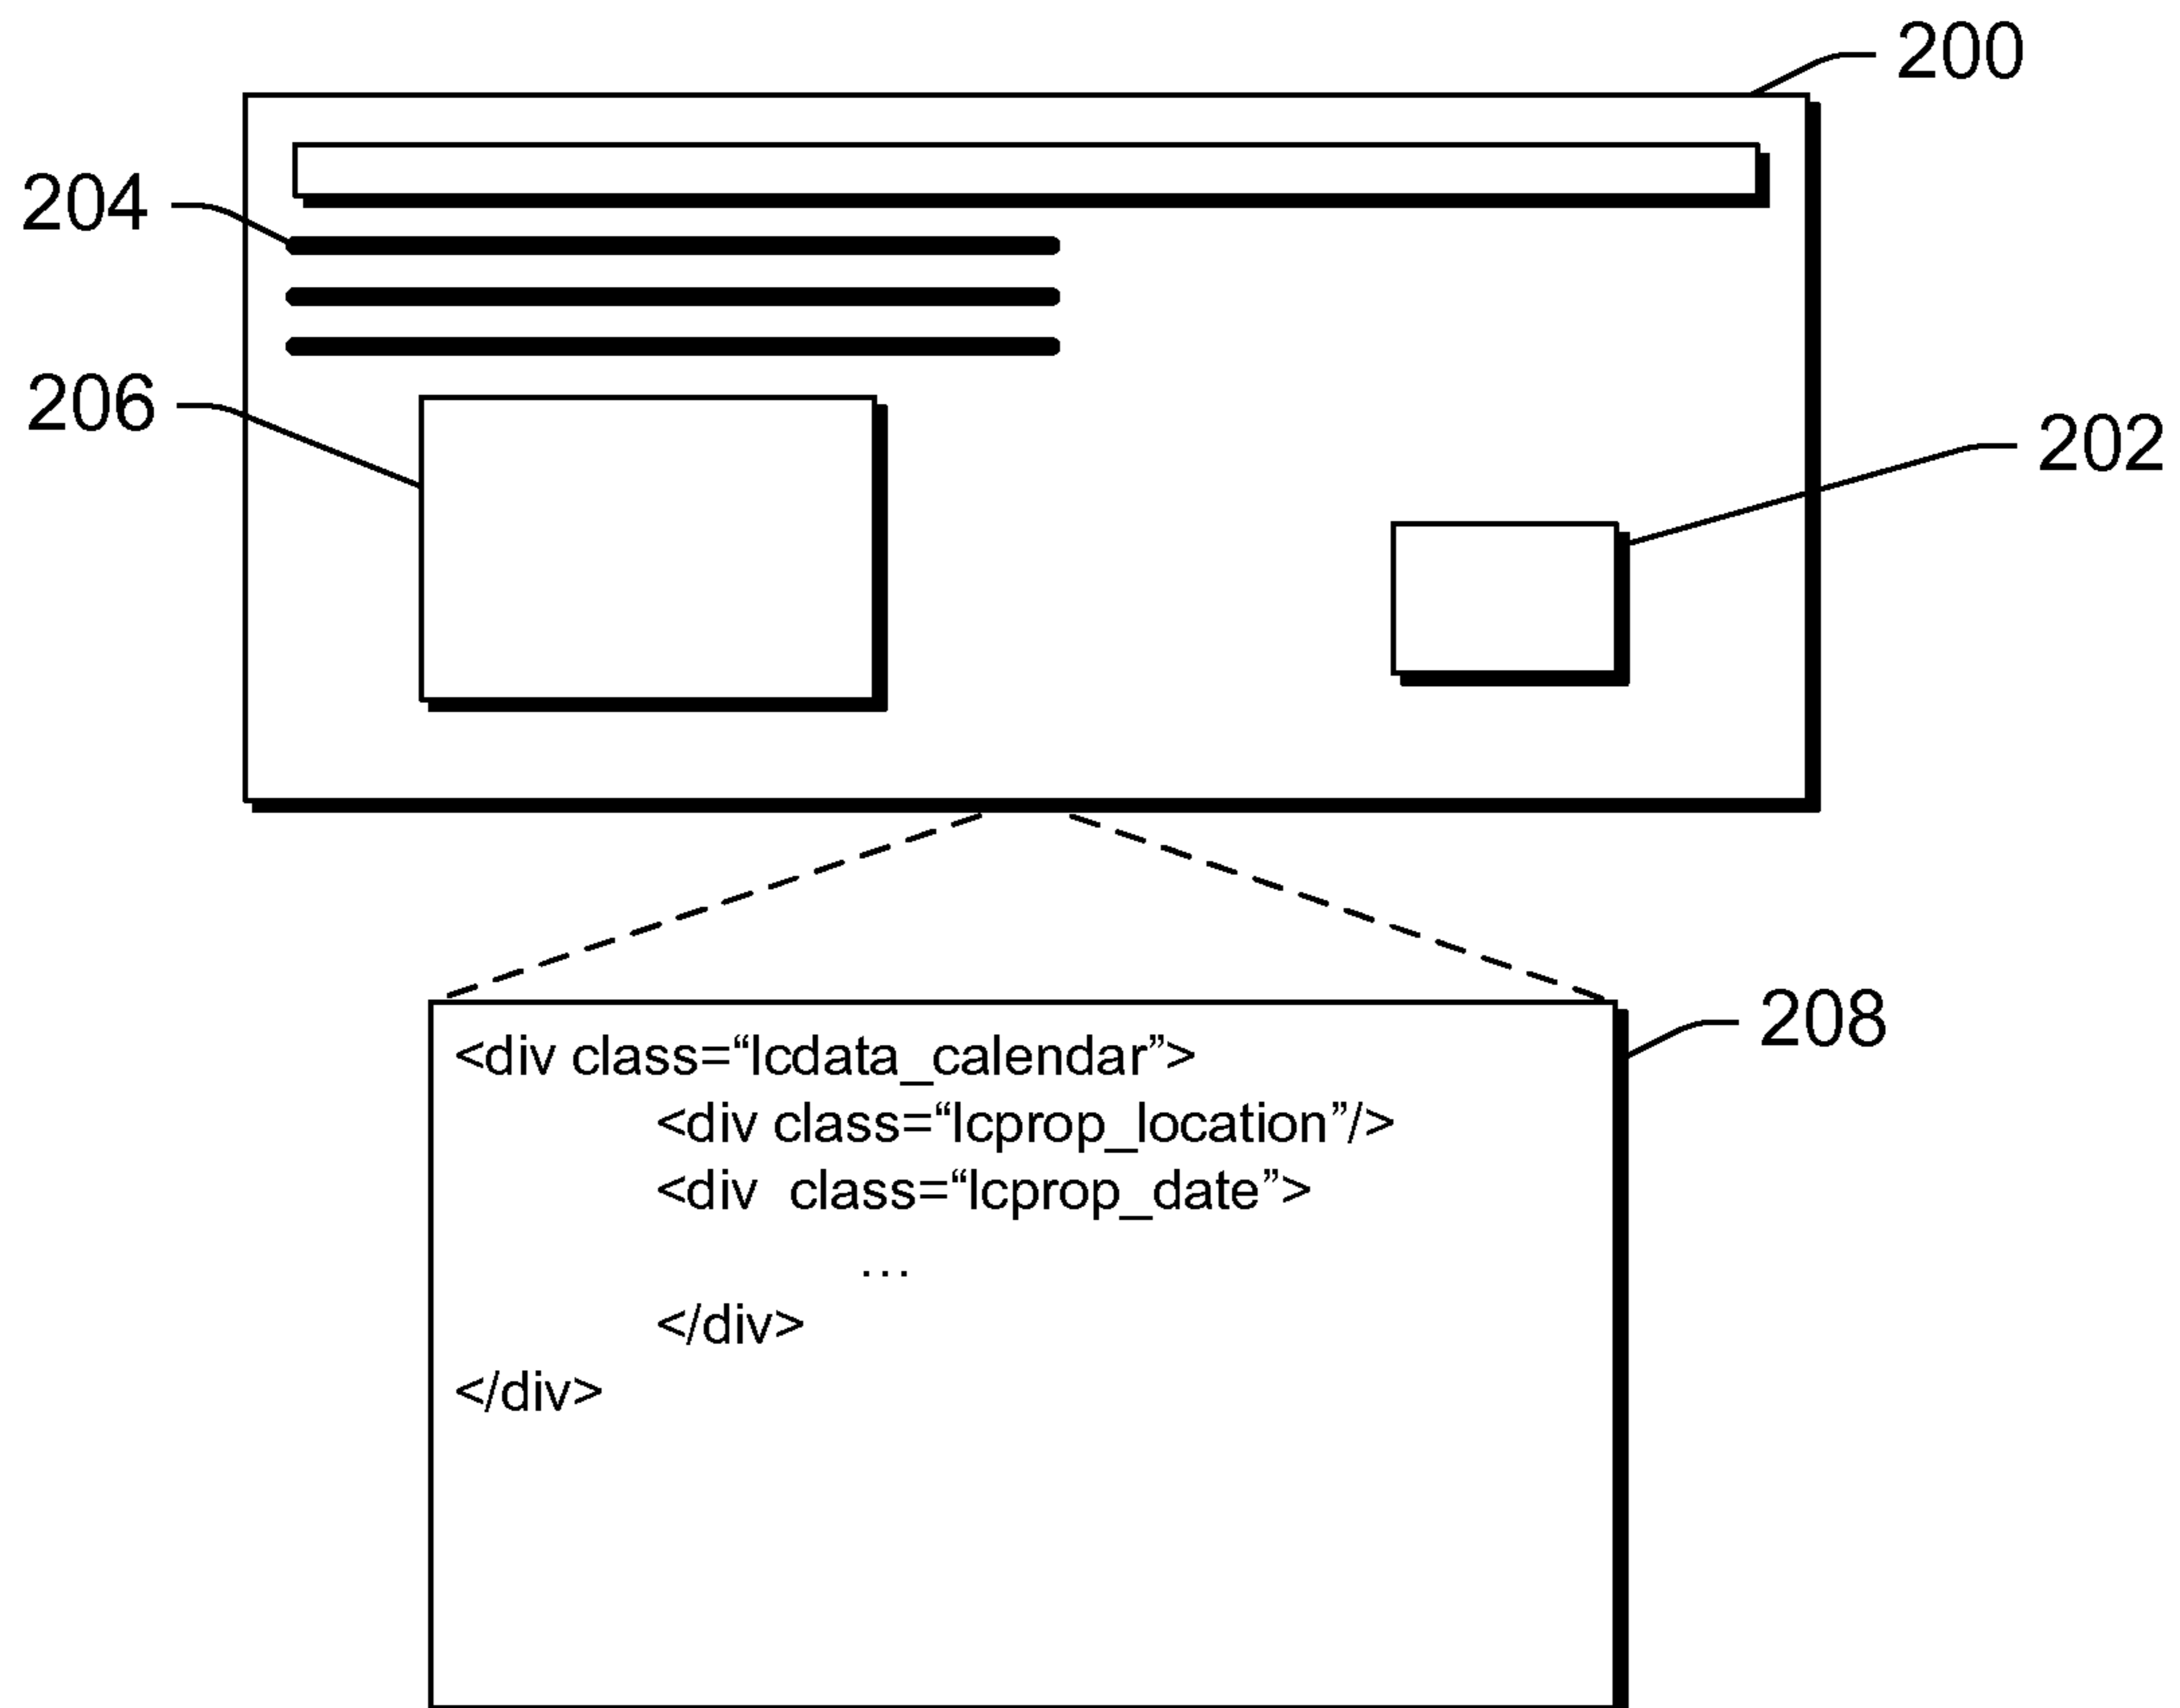 200
204
206
202
208
<div class=“lcdata_calendar”>
<div class=“lcprop_location”/>
<div  class=“lcprop_date”>
…
</div>
</div>